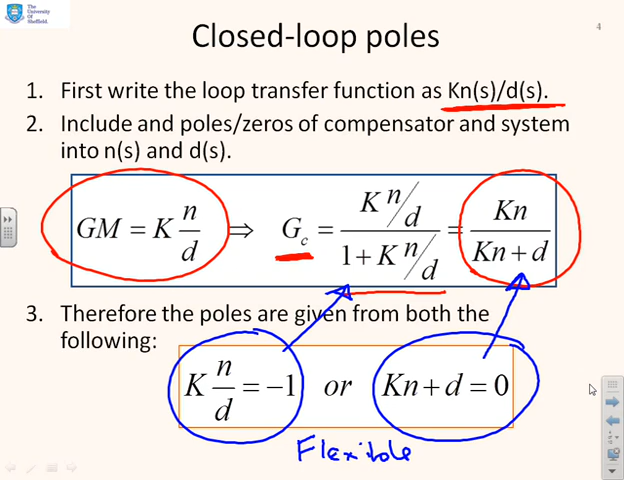 The
University
Of
Sheffield.
4
Closed-loop poles
1. First write the loop transfer function as Kn(s)/d(s).
2. Include and poles/zeros of compensator and system
into n(s) and d(s).
GM = K n/d ⇒ G_c = (K n/d)/(1 + K n/d) = Kn/(Kn + d)
3. Therefore the poles are given from both the
following:
K n/d = −1 or Kn + d = 0
Flexible